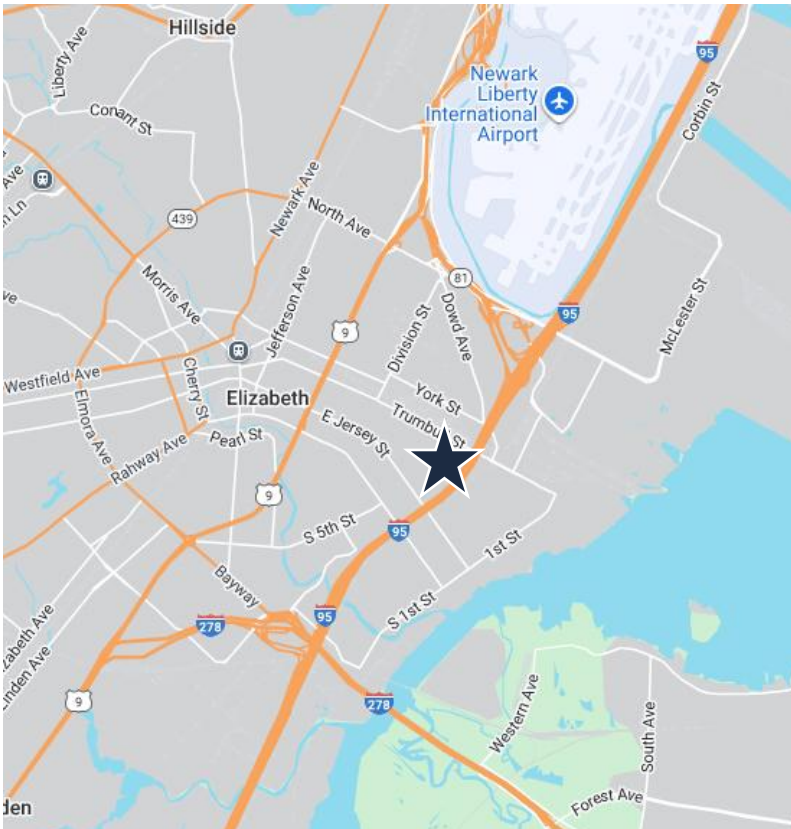 Hillside
95
Liberty Ave
Newark
Liberty
International
Airport
Corbin St
Conant St
Ave
n Ln
439
Newark Ave
North Ave
Morris Ave
81
ve
Jefferson Ave
9
Division St
Dowd Ave
95
McLester St
Westfield Ave
Cherry St
Elizabeth
York St
Elmora Ave
Trumbull St
E Jersey St
Pearl St
Rahway Ave
9
S 5th St
95
1st St
Bayway
S 1st St
95
278
zabeth Ave
Linden Ave
9
278
Western Ave
South Ave
Forest Ave
den